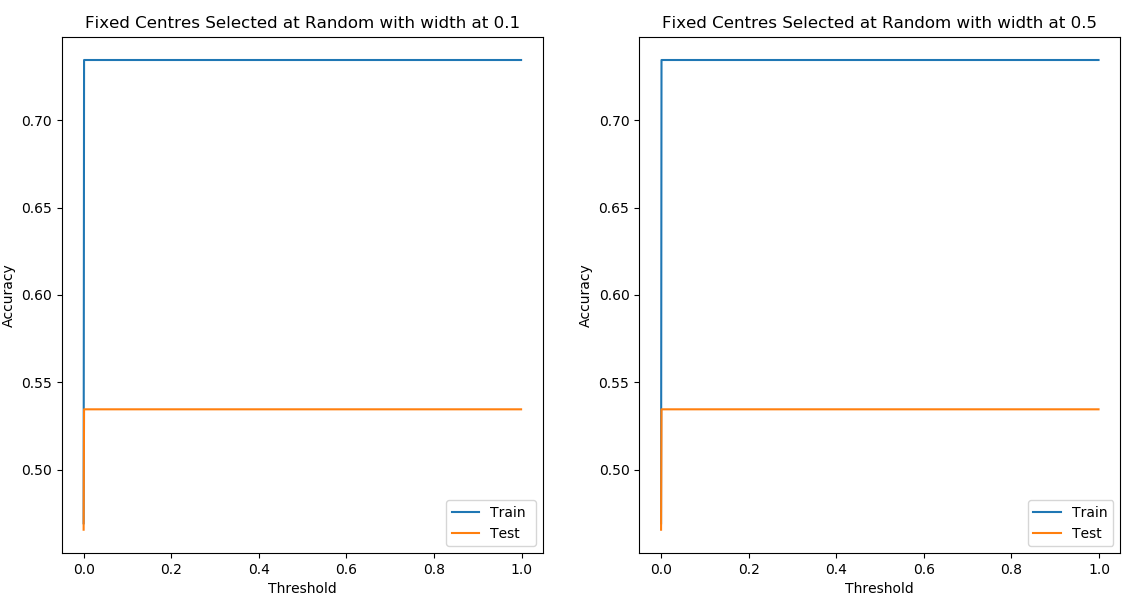 Fixed Centres Selected at Random with width at 0.1
Accuracy
0.70
0.65
0.60
0.55
0.50
0.0 0.2 0.4 0.6 0.8 1.0
Threshold
Train
Test
Fixed Centres Selected at Random with width at 0.5
Accuracy
0.70
0.65
0.60
0.55
0.50
0.0 0.2 0.4 0.6 0.8 1.0
Threshold
Train
Test